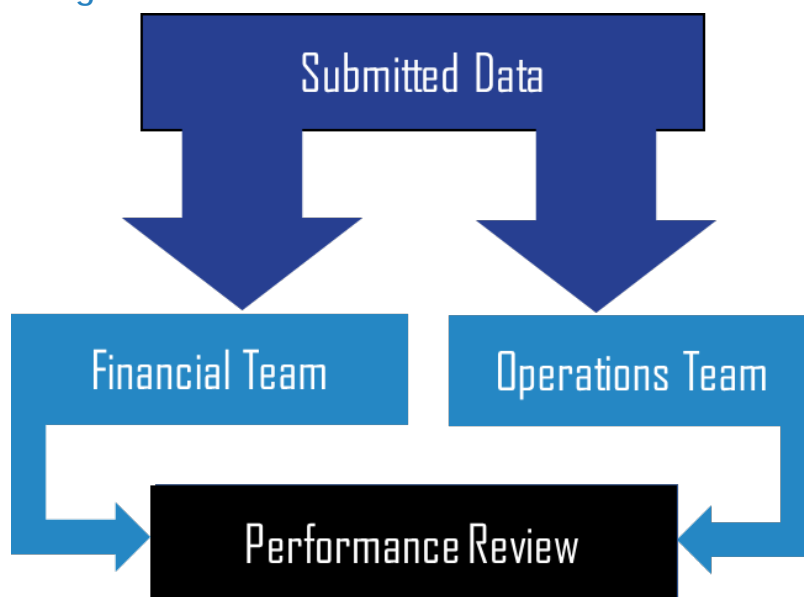 Submitted Data
Financial Team
Operations Team
Performance Review